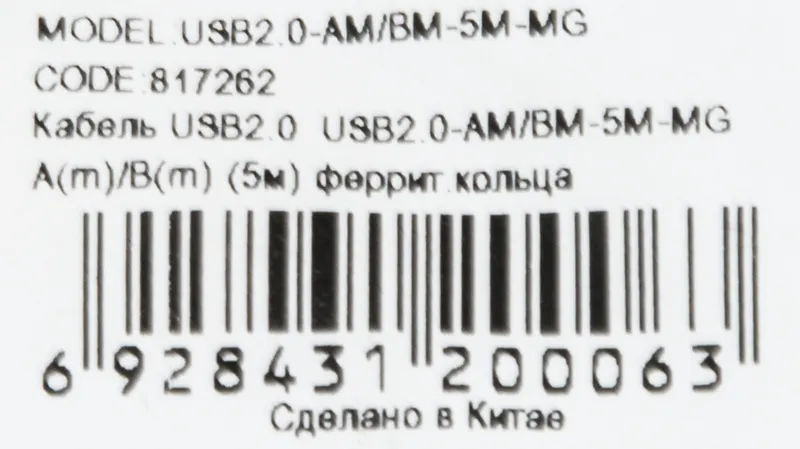 MODEL:USB2.0-AM/BM-5M-MG
CODE:817262
Кабель USB2.0 USB2.0-AM/BM-5M-MG
A(m)/B(m) (5м) феррит.кольца
6 928431 200063
Сделано в Китае